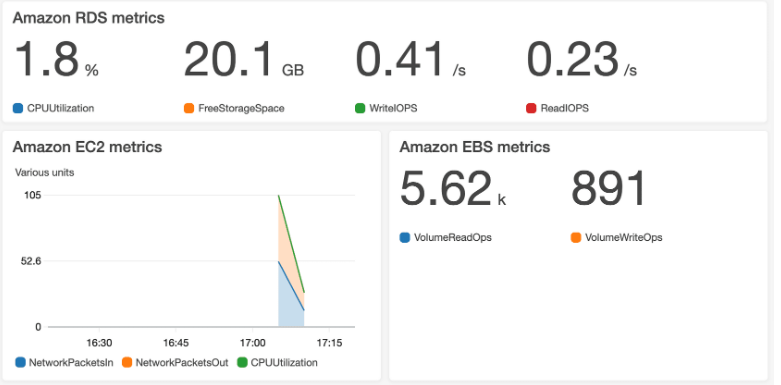 Amazon RDS metrics
1.8 % 20.1 GB 0.41 /s 0.23 /s
CPUUtilization FreeStorageSpace WriteIOPS ReadIOPS
Amazon EC2 metrics
Various units
105
52.6
0
16:30 16:45 17:00 17:15
NetworkPacketsIn NetworkPacketsOut CPUUtilization
Amazon EBS metrics
5.62 k 891
VolumeReadOps VolumeWriteOps